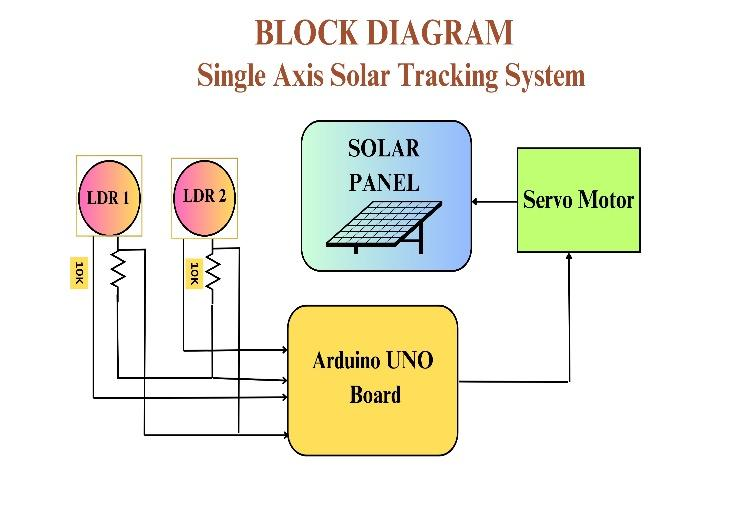 BLOCK DIAGRAM
Single Axis Solar Tracking System
SOLAR
PANEL
LDR 1
LDR 2
Servo Motor
10K
10K
Arduino UNO
Board